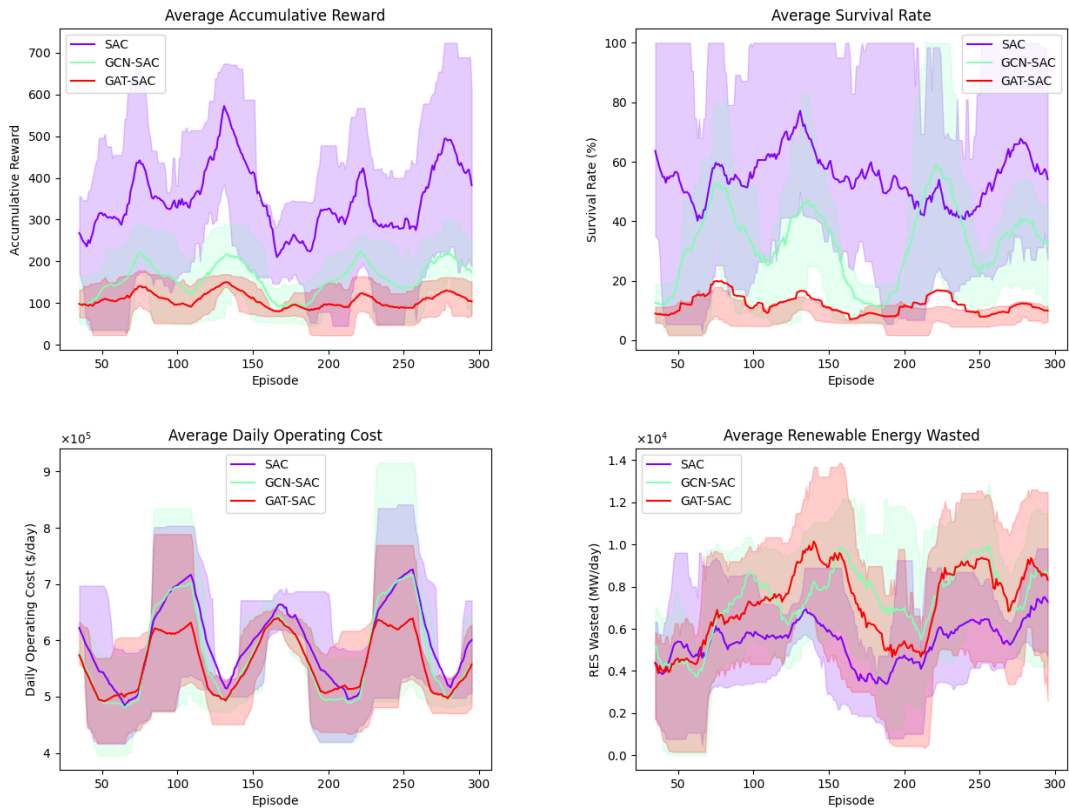 Average Accumulative Reward
SAC
GCN-SAC
GAT-SAC
700
600
500
400
300
200
100
0
Accumulative Reward
50 100 150 200 250 300
Episode
Average Survival Rate
SAC
GCN-SAC
GAT-SAC
100
80
60
40
20
0
Survival Rate (%)
50 100 150 200 250 300
Episode
×10⁵
Average Daily Operating Cost
SAC
GCN-SAC
GAT-SAC
9
8
7
6
5
4
Daily Operating Cost ($/day)
50 100 150 200 250 300
Episode
×10⁴
Average Renewable Energy Wasted
SAC
GCN-SAC
GAT-SAC
1.4
1.2
1.0
0.8
0.6
0.4
0.2
0.0
RES Wasted (MW/day)
50 100 150 200 250 300
Episode